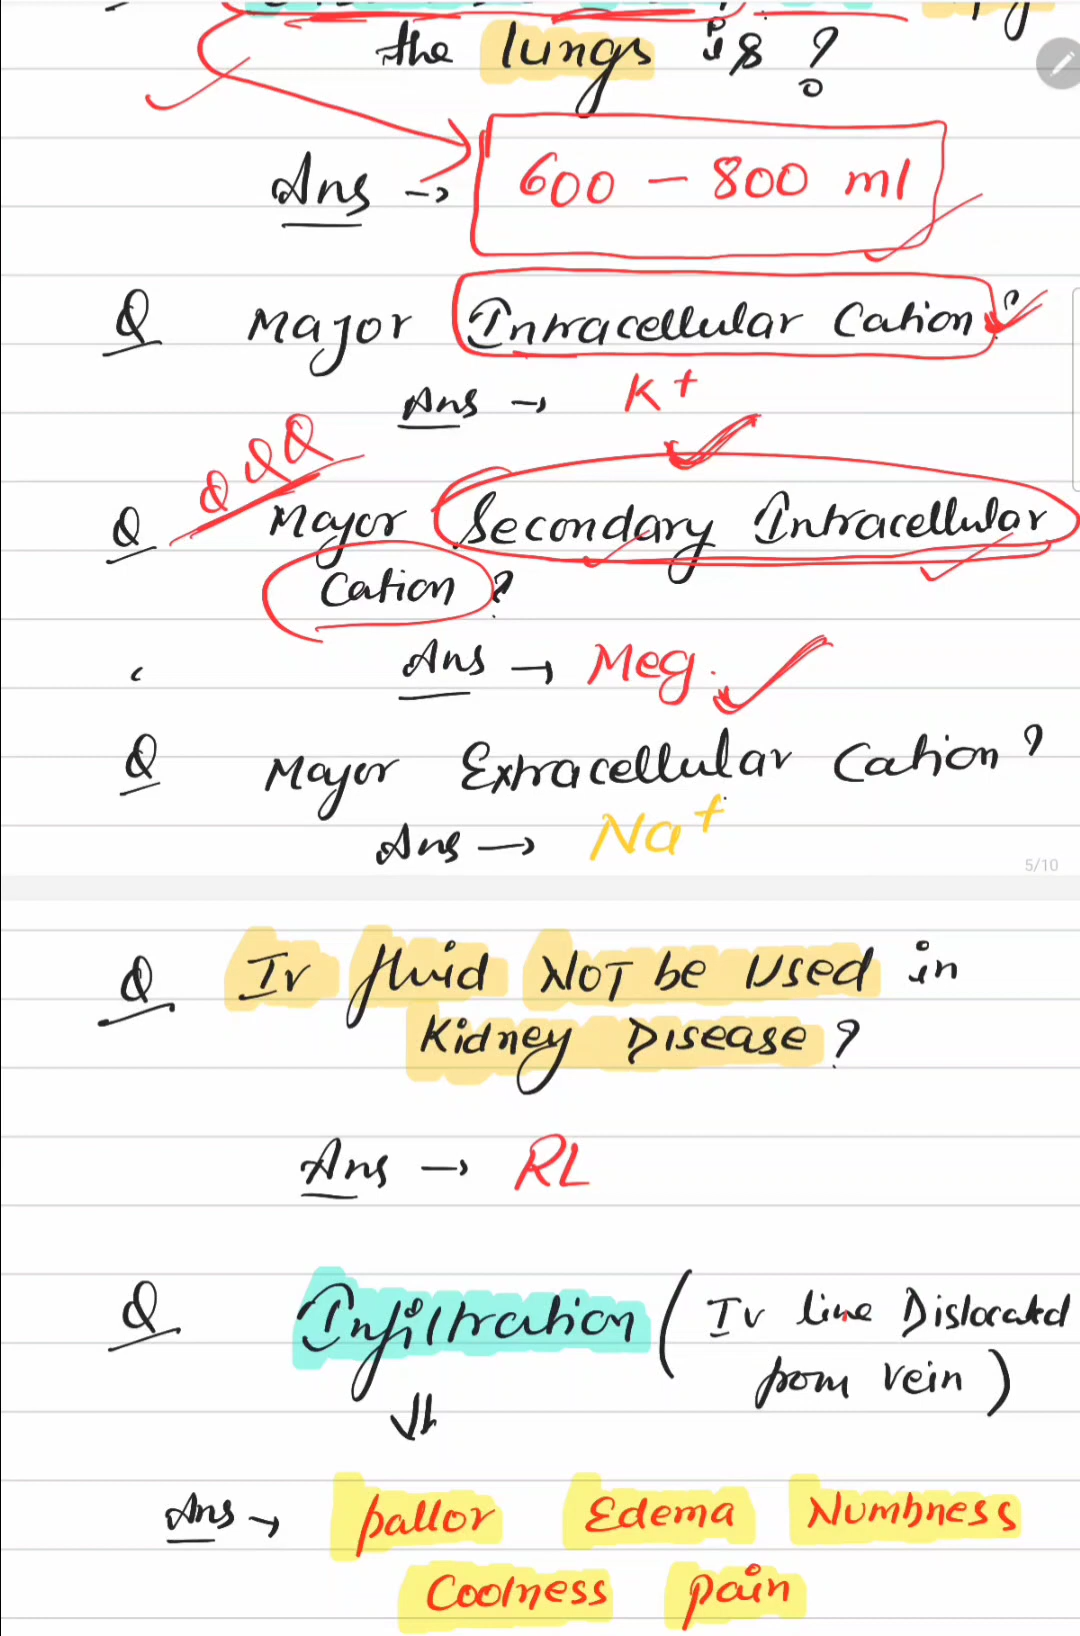 the lungs is ?
Ans → 600 - 800 ml
Q Major Intracellular Cation ?
Ans → K+
Q Q Q
Q Major Secondary Intracellular
Cation ?
Ans → Meg.
Q Major Extracellular Cation ?
Ans → Na+
5/10
Q Iv fluid NOT be Used in
Kidney Disease ?
Ans → RL
Q Infiltration ( Iv line Dislocated
from vein )
Ans → pallor Edema Numbness
Coolness pain